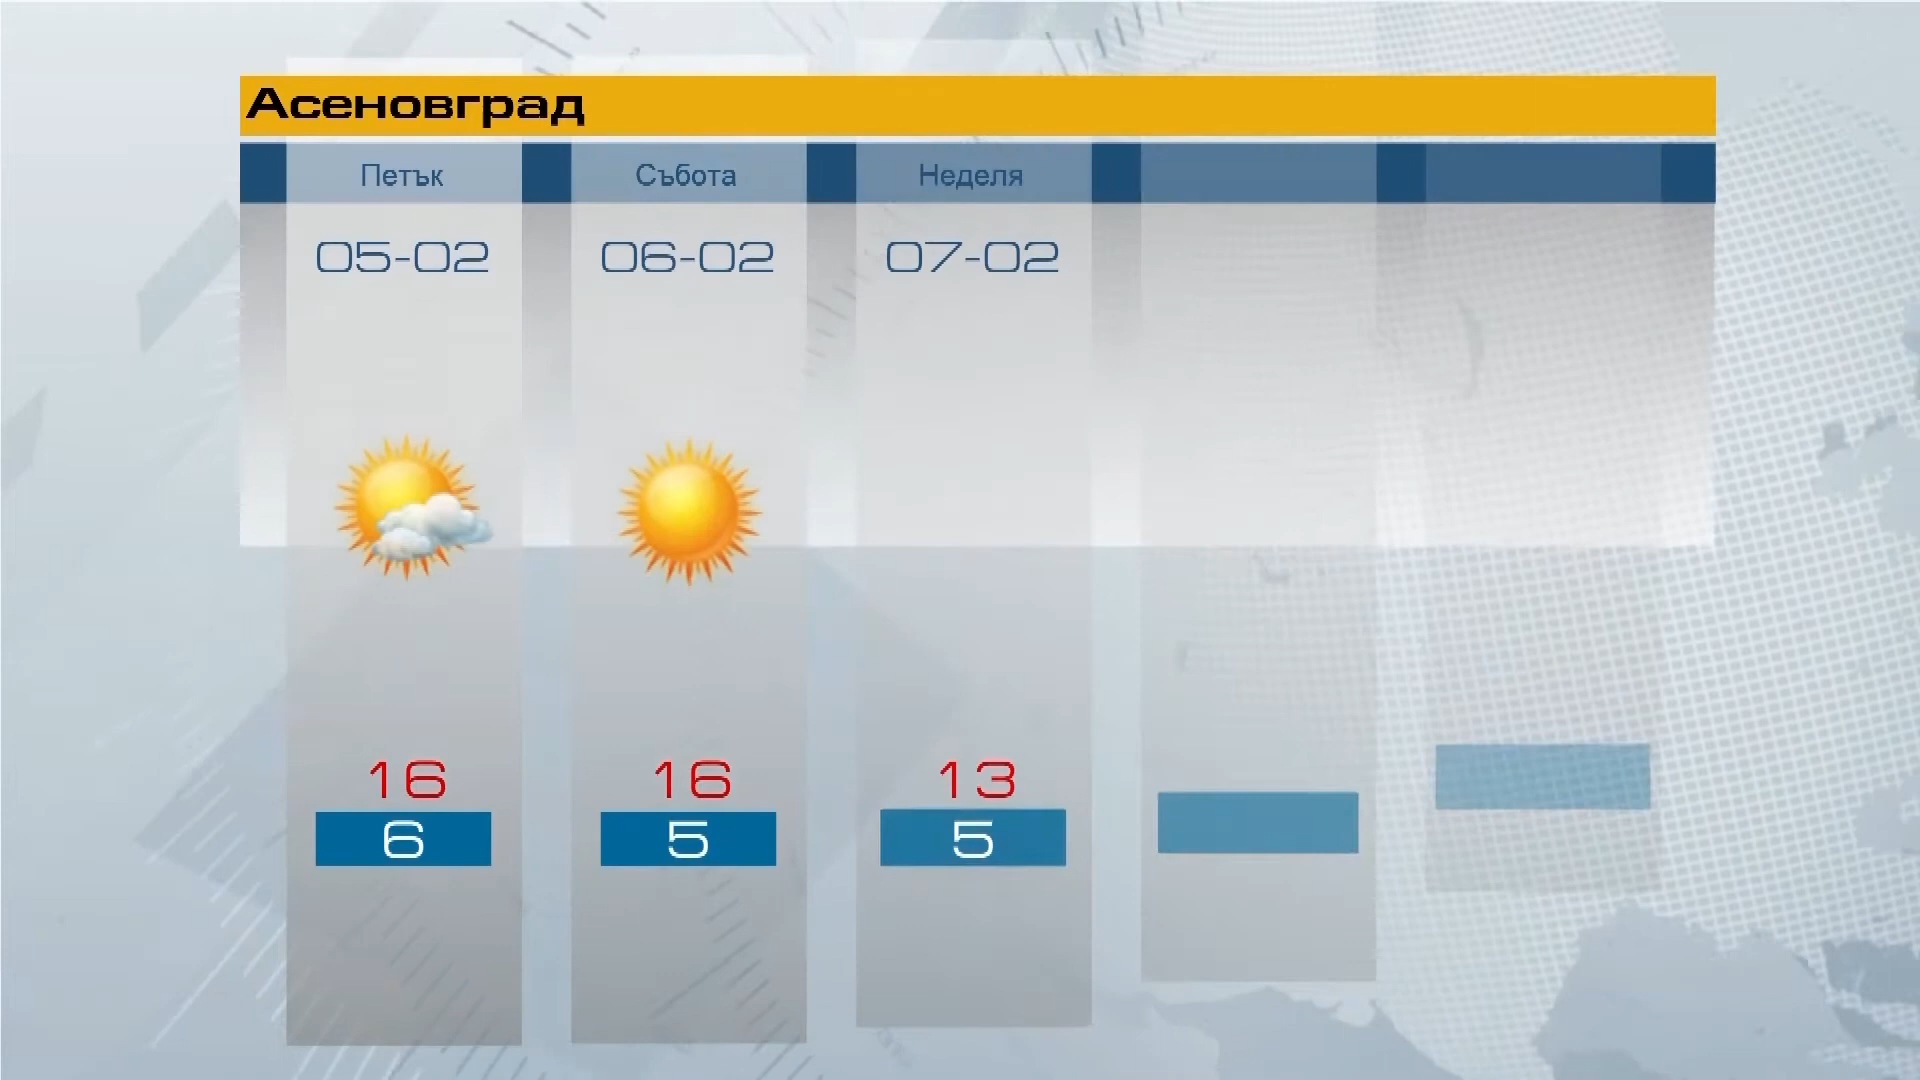 Асеновград
Петък Събота Неделя
05-02 06-02 07-02
16 16 13
6 5 5